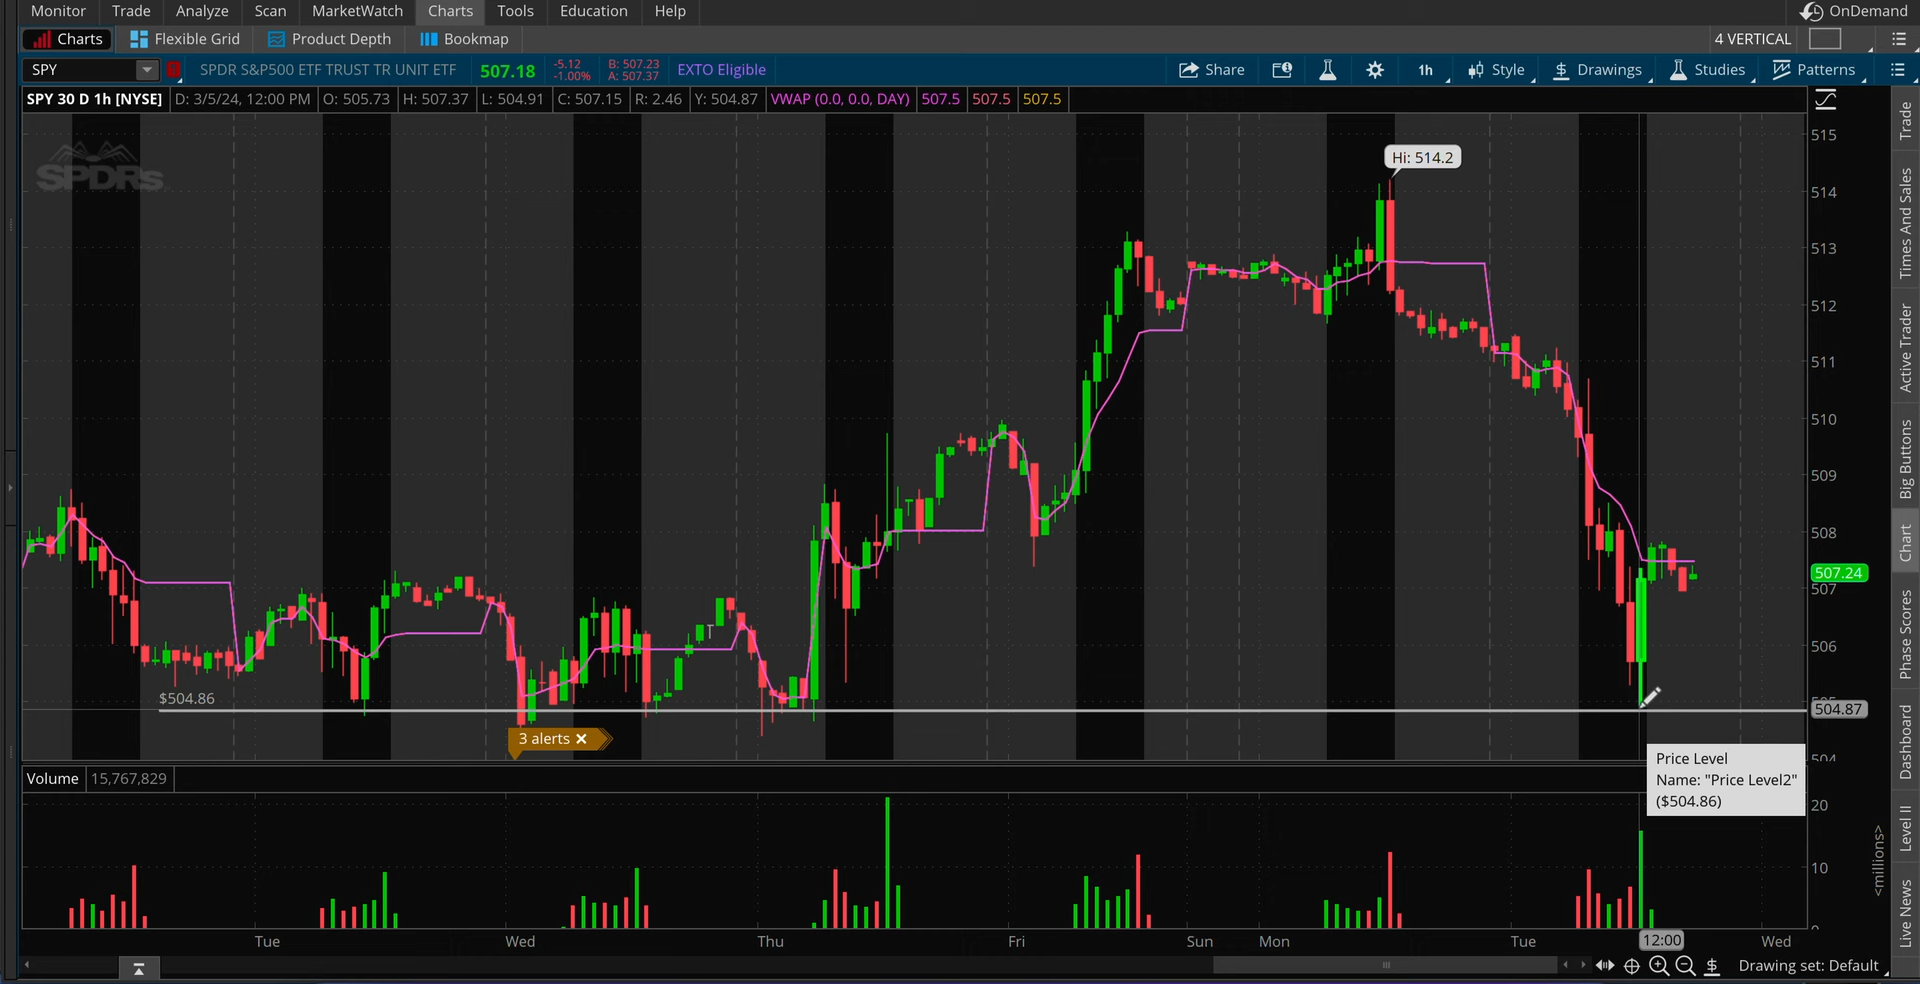 Monitor Trade Analyze Scan MarketWatch Charts Tools Education Help OnDemand
Charts Flexible Grid Product Depth Bookmap 4 VERTICAL
SPY SPDR S&P500 ETF TRUST TR UNIT ETF 507.18 -5.12 B: 507.23 EXTO Eligible Share 1h Style $ Drawings Studies Patterns
-1.00% A: 507.37
SPY 30 D 1h [NYSE] D: 3/5/24, 12:00 PM O: 505.73 H: 507.37 L: 504.91 C: 507.15 R: 2.46 Y: 504.87 VWAP (0.0, 0.0, DAY) 507.5 507.5 507.5
SPDRs
Hi: 514.2
515
514
513
512
511
510
509
508
507.24
507
506
504.87
504
$504.86
3 alerts
Price Level
Name: "Price Level2"
($504.86)
Volume 15,767,829
20
10
0
<millions>
Tue Wed Thu Fri Sun Mon Tue 12:00 Wed
$ Drawing set: Default
Trade
Times And Sales
Active Trader
Big Buttons
Chart
Phase Scores
Dashboard
Level II
Live News